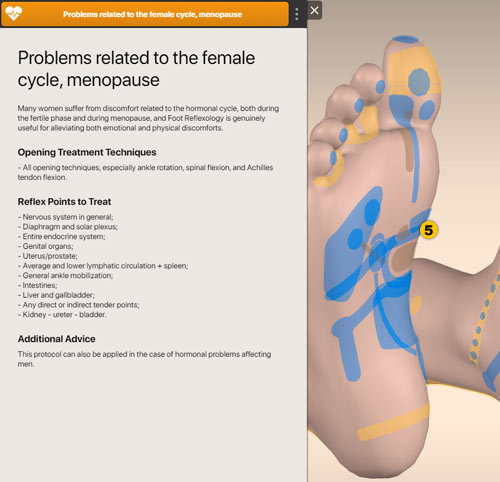 Problems related to the female cycle, menopause
Problems related to the female
cycle, menopause
Many women suffer from discomfort related to the hormonal cycle, both during
the fertile phase and during menopause, and Foot Reflexology is genuinely
useful for alleviating both emotional and physical discomforts.
Opening Treatment Techniques
- All opening techniques, especially ankle rotation, spinal flexion, and Achilles
tendon flexion.
Reflex Points to Treat
- Nervous system in general;
- Diaphragm and solar plexus;
- Entire endocrine system;
- Genital organs;
- Uterus/prostate;
- Average and lower lymphatic circulation + spleen;
- General ankle mobilization;
- Intestines;
- Liver and gallbladder;
- Any direct or indirect tender points;
- Kidney - ureter - bladder.
Additional Advice
This protocol can also be applied in the case of hormonal problems affecting
men.
5